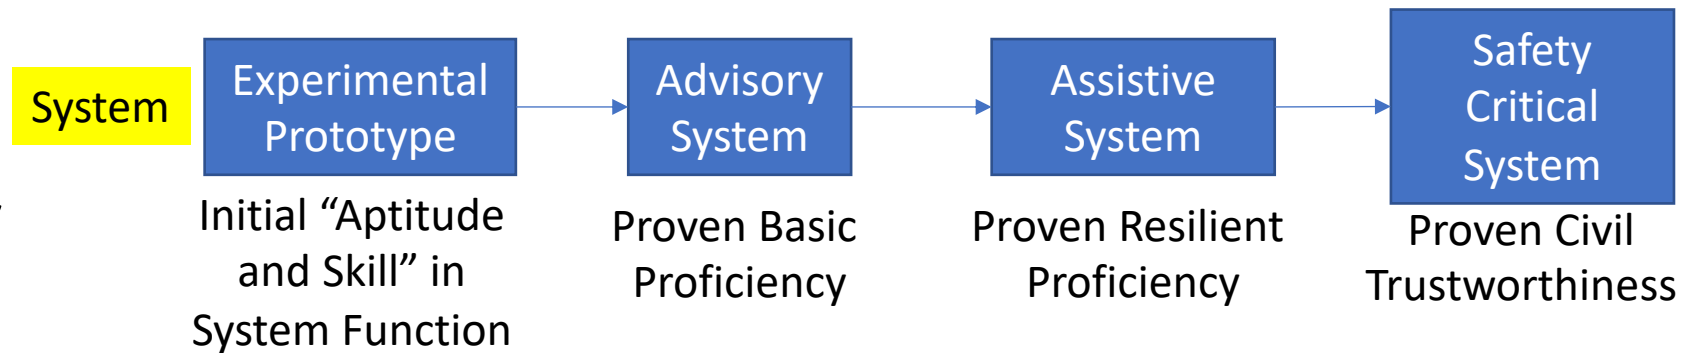 System
Experimental
Prototype
Initial “Aptitude
and Skill” in
System Function
Advisory
System
Proven Basic
Proficiency
Assistive
System
Proven Resilient
Proficiency
Safety
Critical
System
Proven Civil
Trustworthiness